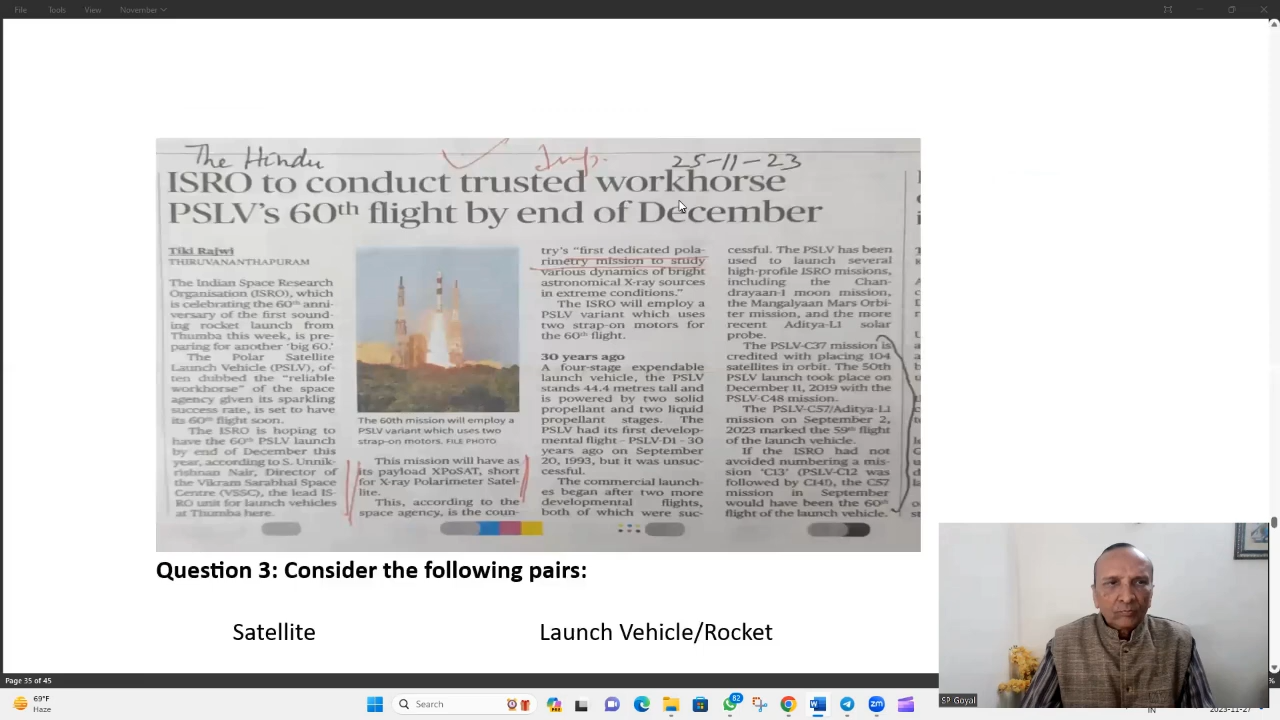 File Tools View November
The Hindu Imp. 25-11-23
ISRO to conduct trusted workhorse
PSLV's 60th flight by end of December
Tiki Rajwi
THIRUVANANTHAPURAM
The Indian Space Research
Organisation (ISRO), which
is celebrating the 60th anni-
versary of the first sound-
ing rocket launch from
Thumba this week, is pre-
paring for another 'big 60.'
The Polar Satellite
Launch Vehicle (PSLV), of-
ten dubbed the "reliable
workhorse" of the space
agency given its sparkling
success rate, is set to have
its 60th flight soon.
The ISRO is hoping to
have the 60th PSLV launch
by end of December this
year, according to S. Unnik-
rishnan Nair, Director of
the Vikram Sarabhai Space
Centre (VSSC), the lead IS-
RO unit for launch vehicles
at Thumba here.
The 60th mission will employ a
PSLV variant which uses two
strap-on motors. FILE PHOTO
This mission will have as
its payload XPoSAT, short
for X-ray Polarimeter Satel-
lite.
This, according to the
space agency, is the coun-
try's "first dedicated pola-
rimetry mission to study
various dynamics of bright
astronomical X-ray sources
in extreme conditions."
The ISRO will employ a
PSLV variant which uses
two strap-on motors for
the 60th flight.
30 years ago
A four-stage expendable
launch vehicle, the PSLV
stands 44.4 metres tall and
is powered by two solid
propellant and two liquid
propellant stages. The
PSLV had its first develop-
mental flight - PSLV-D1 - 30
years ago on September
20, 1993, but it was unsuc-
cessful.
The commercial launch-
es began after two more
developmental flights,
both of which were suc-
cessful. The PSLV has been
used to launch several
high-profile ISRO missions,
including the Chan-
drayaan-1 moon mission,
the Mangalyaan Mars Orbi-
ter mission, and the more
recent Aditya-L1 solar
probe.
The PSLV-C37 mission is
credited with placing 104
satellites in orbit. The 50th
PSLV launch took place on
December 11, 2019 with the
PSLV-C48 mission.
The PSLV-C57/Aditya-L1
mission on September 2,
2023 marked the 59th flight
of the launch vehicle.
If the ISRO had not
avoided numbering a mis-
sion 'C13' (PSLV-C12 was
followed by C14!), the C57
mission in September
would have been the 60th
flight of the launch vehicle.
Question 3: Consider the following pairs:
Satellite Launch Vehicle/Rocket
SP Goyal
Page 35 of 45
69°F
Haze
Search
82
IN
2023-11-27